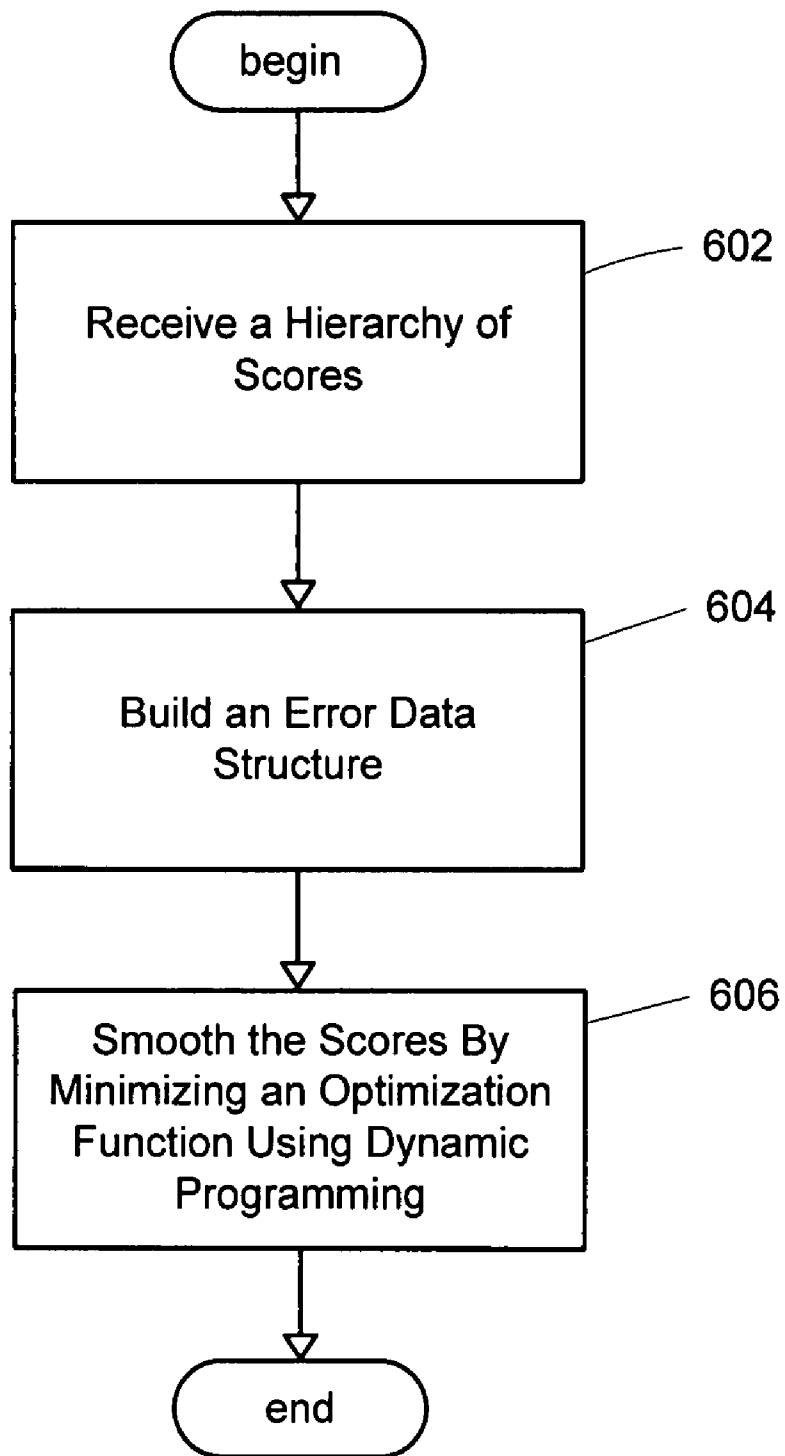 begin
602
Receive a Hierarchy of
Scores
604
Build an Error Data
Structure
606
Smooth the Scores By
Minimizing an Optimization
Function Using Dynamic
Programming
end